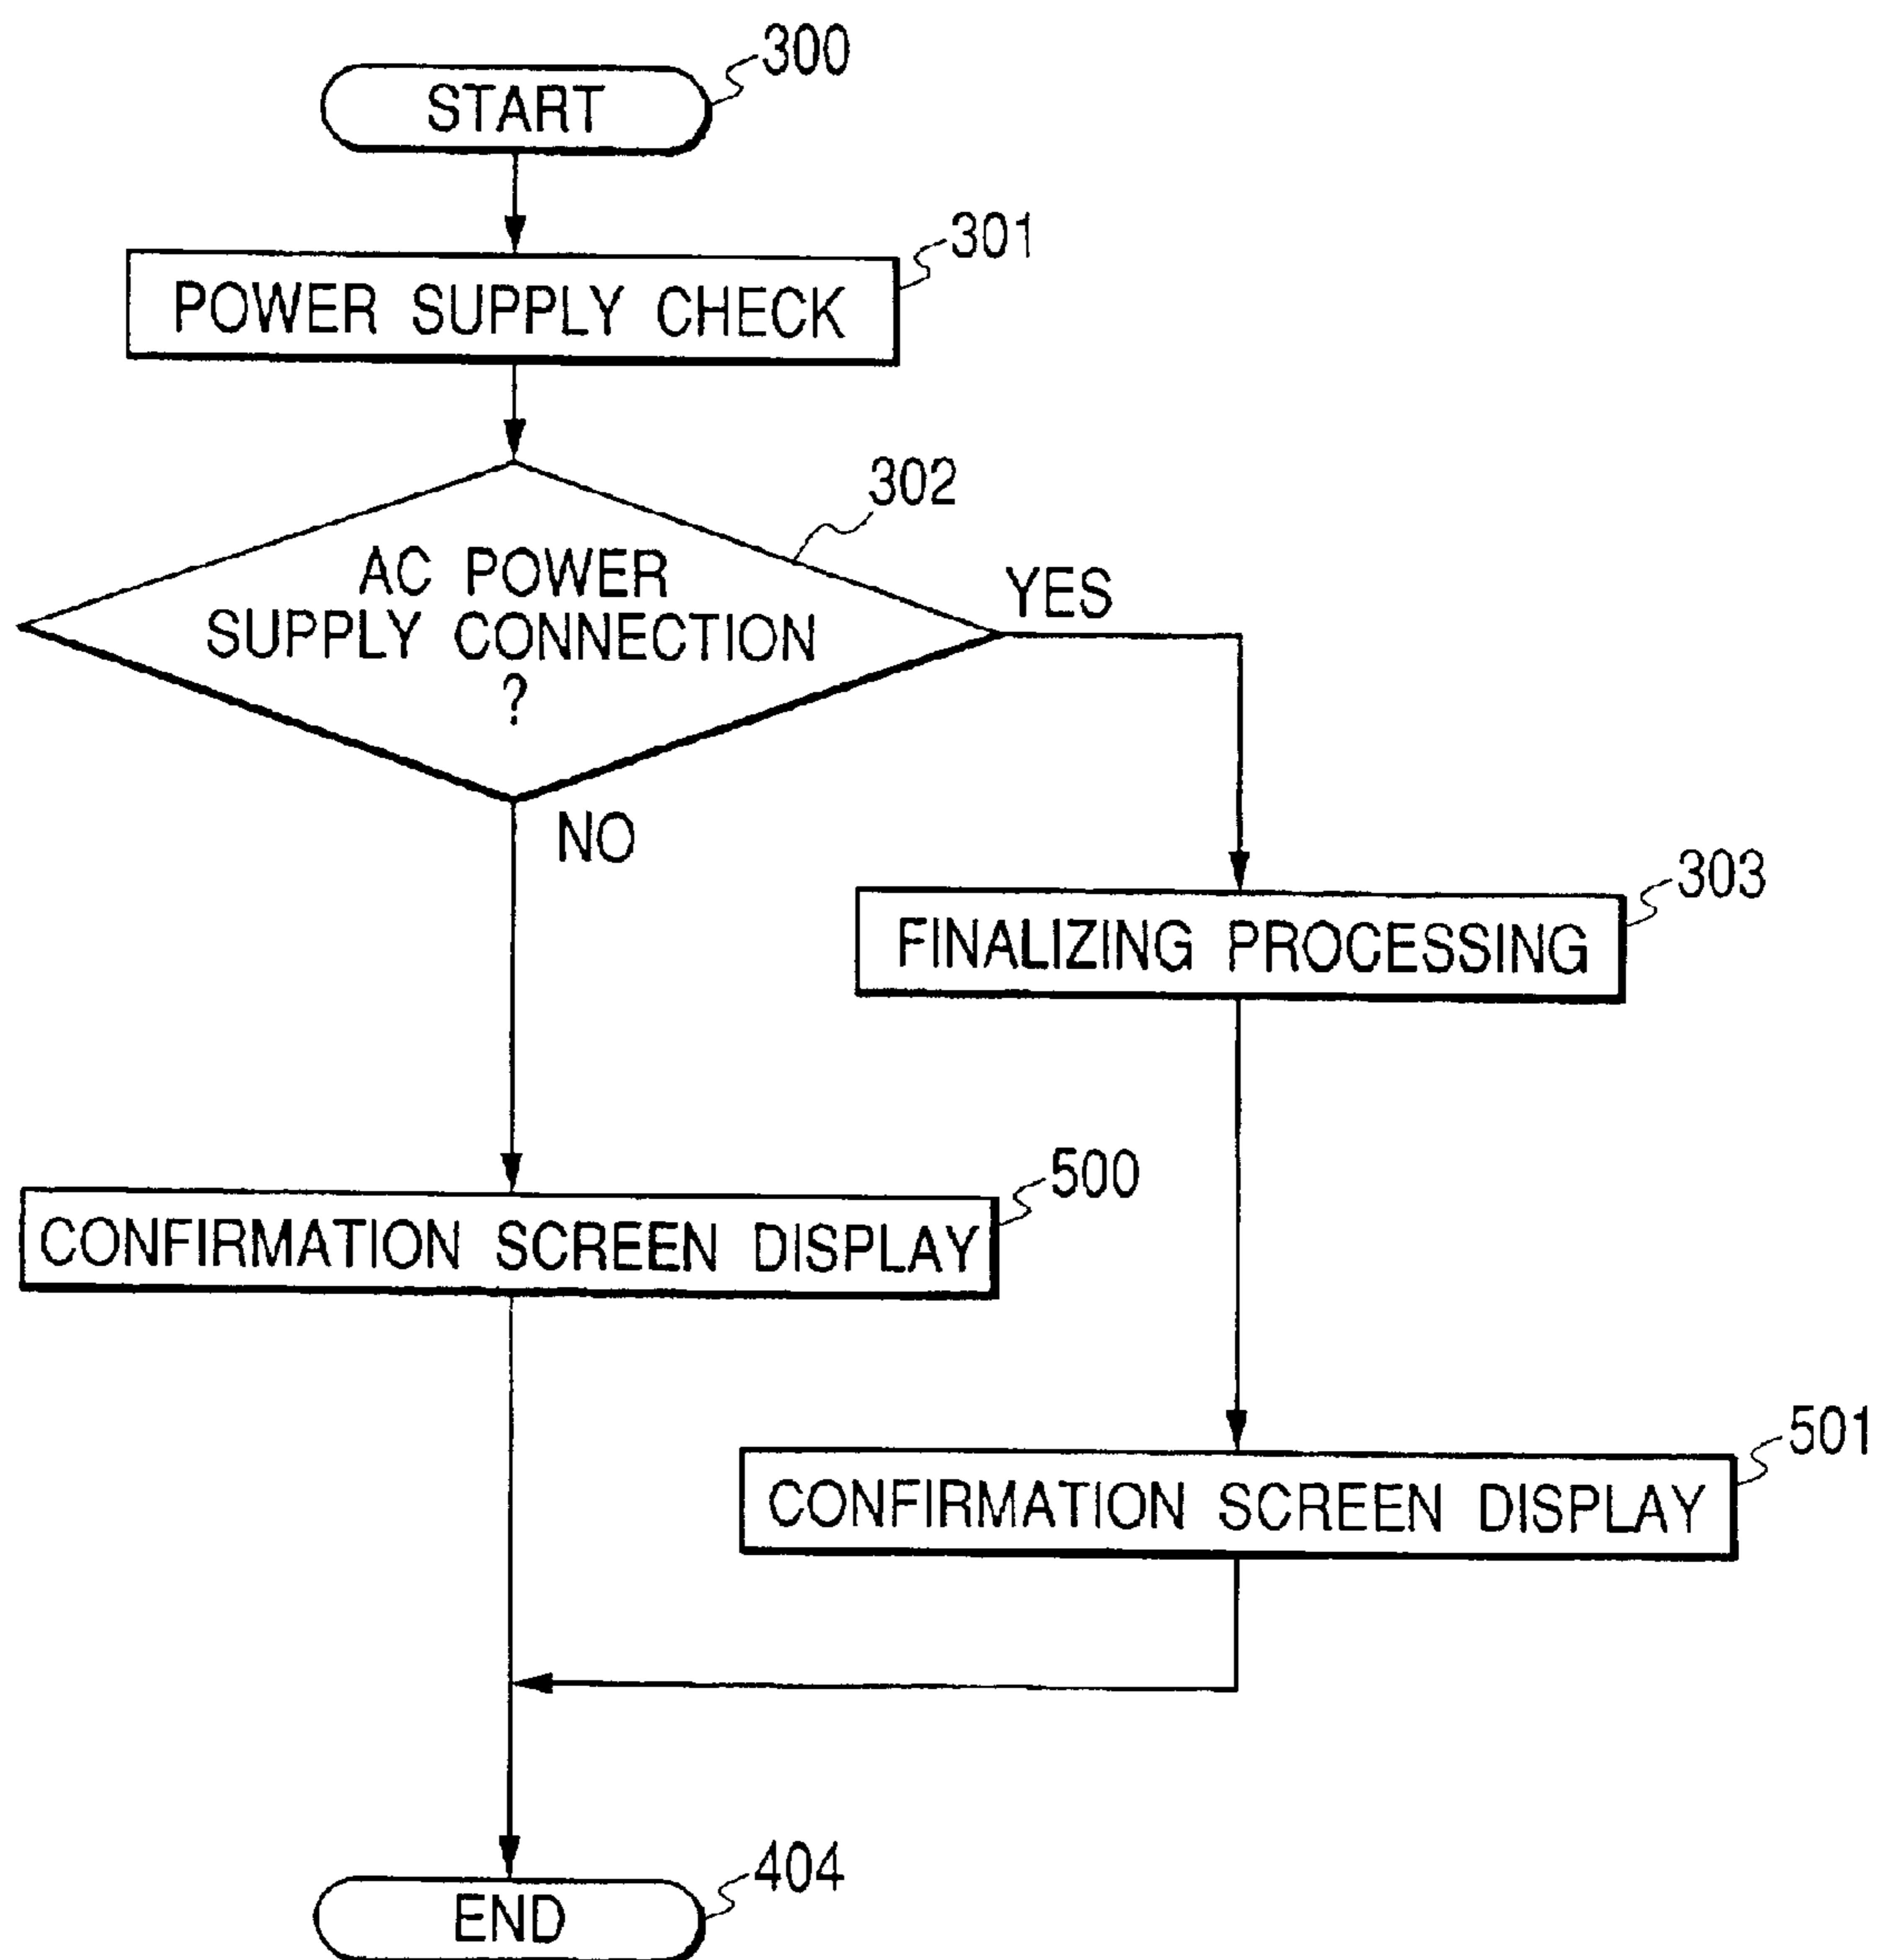 300
START
301
POWER SUPPLY CHECK
302
AC POWER
SUPPLY CONNECTION
?
YES
NO
303
FINALIZING PROCESSING
500
CONFIRMATION SCREEN DISPLAY
501
CONFIRMATION SCREEN DISPLAY
404
END